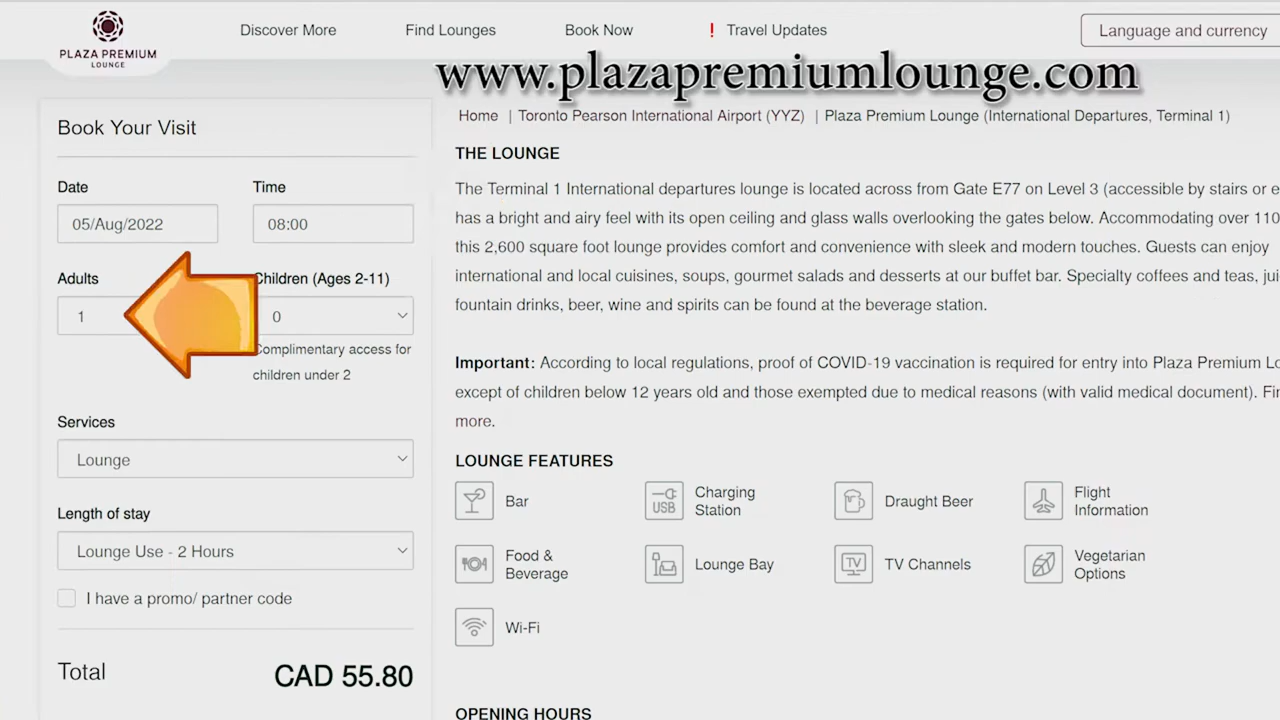 PLAZA PREMIUM
LOUNGE
Discover More
Find Lounges
Book Now
! Travel Updates
Language and currency
www.plazapremiumlounge.com
Book Your Visit
Date
Time
05/Aug/2022
08:00
Adults
Children (Ages 2-11)
1
0
Complimentary access for
children under 2
Services
Lounge
Length of stay
Lounge Use - 2 Hours
I have a promo/ partner code
Total
CAD 55.80
Home | Toronto Pearson International Airport (YYZ) | Plaza Premium Lounge (International Departures, Terminal 1)
THE LOUNGE
The Terminal 1 International departures lounge is located across from Gate E77 on Level 3 (accessible by stairs or
has a bright and airy feel with its open ceiling and glass walls overlooking the gates below. Accommodating over 110
this 2,600 square foot lounge provides comfort and convenience with sleek and modern touches. Guests can enjoy
international and local cuisines, soups, gourmet salads and desserts at our buffet bar. Specialty coffees and teas,
fountain drinks, beer, wine and spirits can be found at the beverage station.
Important: According to local regulations, proof of COVID-19 vaccination is required for entry into Plaza Premium
except of children below 12 years old and those exempted due to medical reasons (with valid medical document).
more.
LOUNGE FEATURES
Bar
USB
Charging
Station
Draught Beer
Flight
Information
Food &
Beverage
Lounge Bay
TV
TV Channels
Vegetarian
Options
Wi-Fi
OPENING HOURS